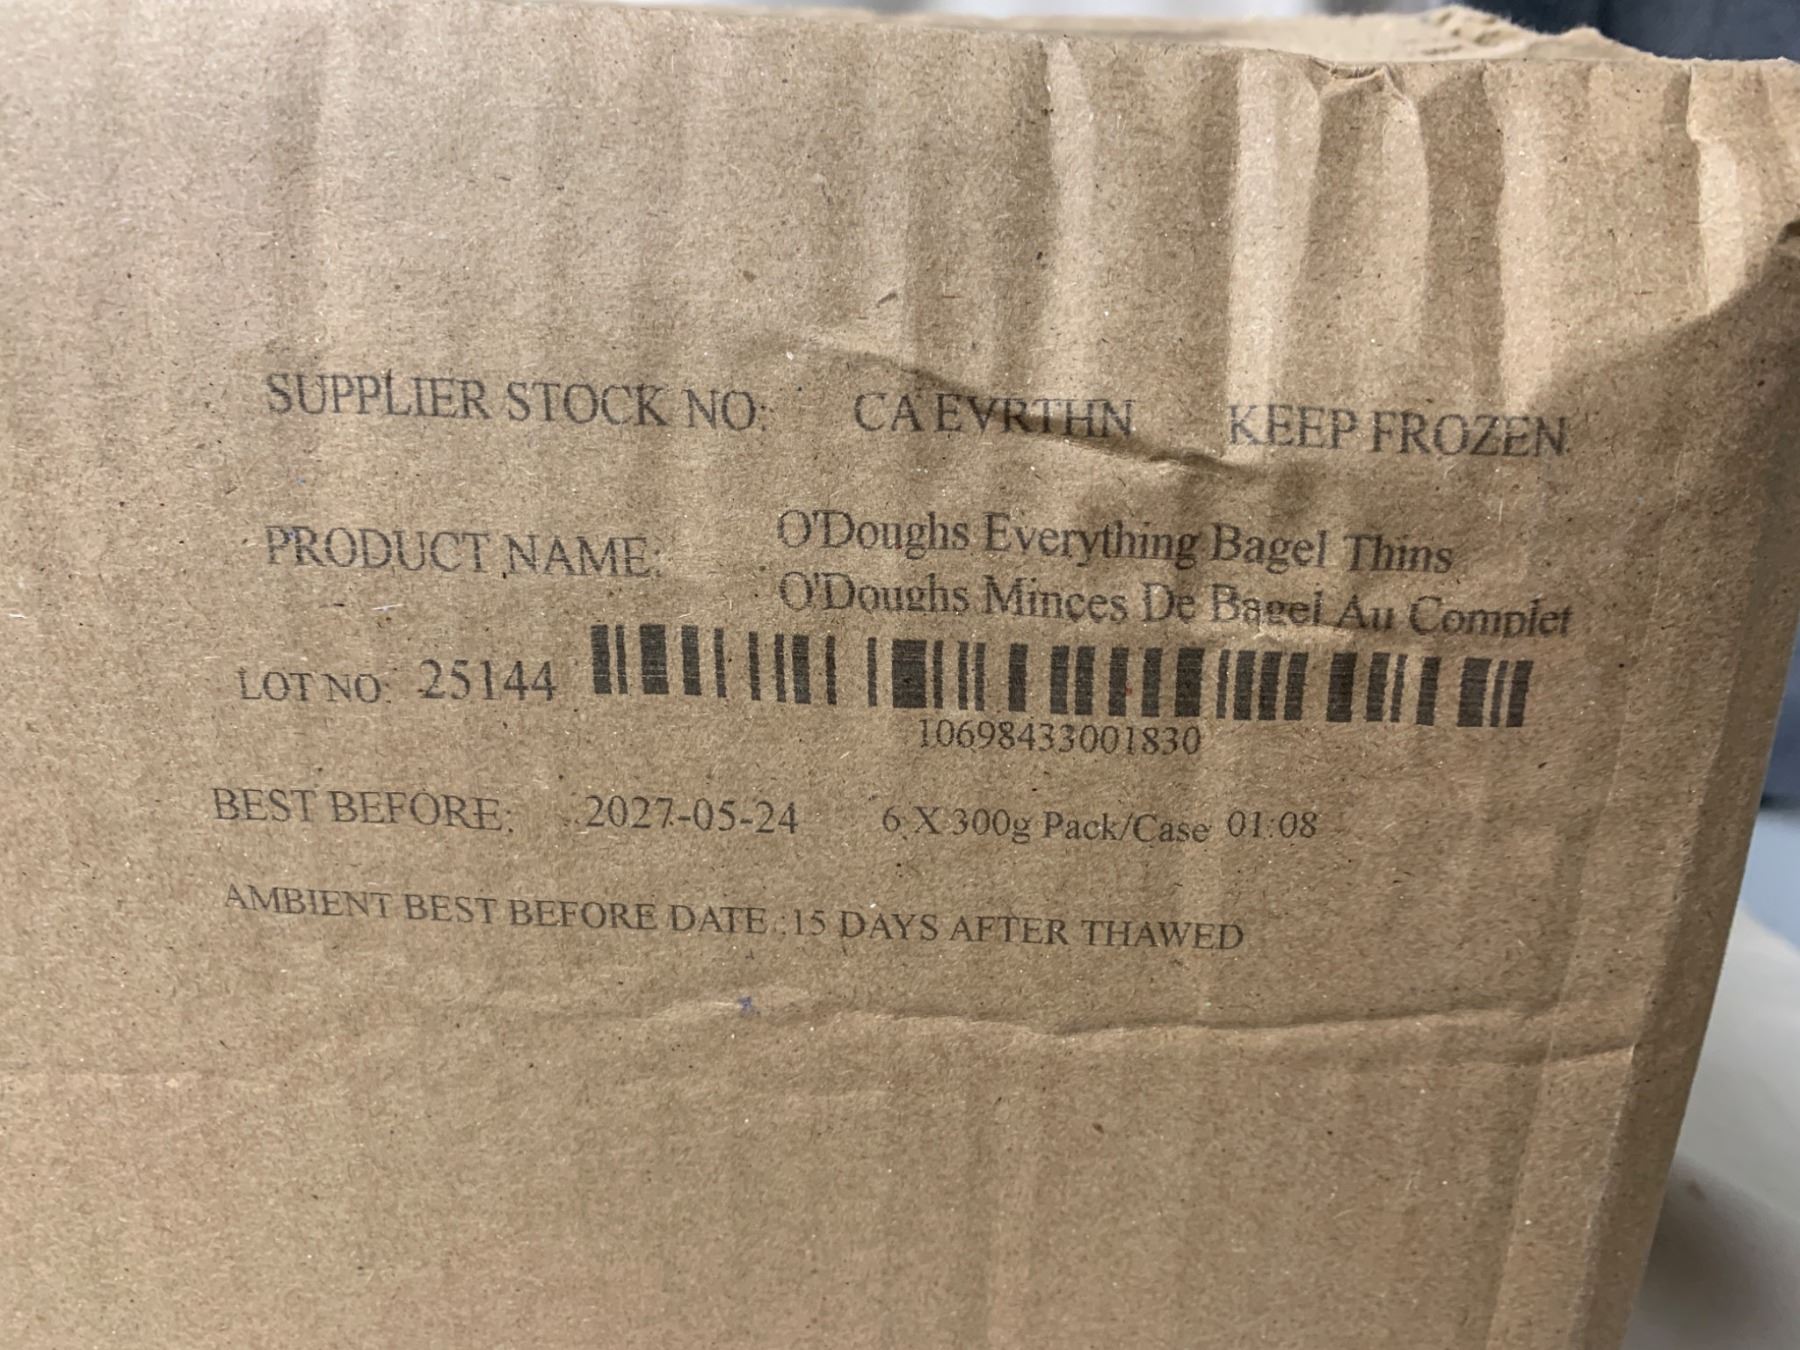 SUPPLIER STOCK NO: CA EVRTHN KEEP FROZEN
PRODUCT NAME: O'Doughs Everything Bagel Thins
O'Doughs Minces De Bagel Au Complet
LOT NO: 25144
10698433001830
BEST BEFORE: 2027-05-24 6 X 300g Pack/Case 01:08
AMBIENT BEST BEFORE DATE :15 DAYS AFTER THAWED